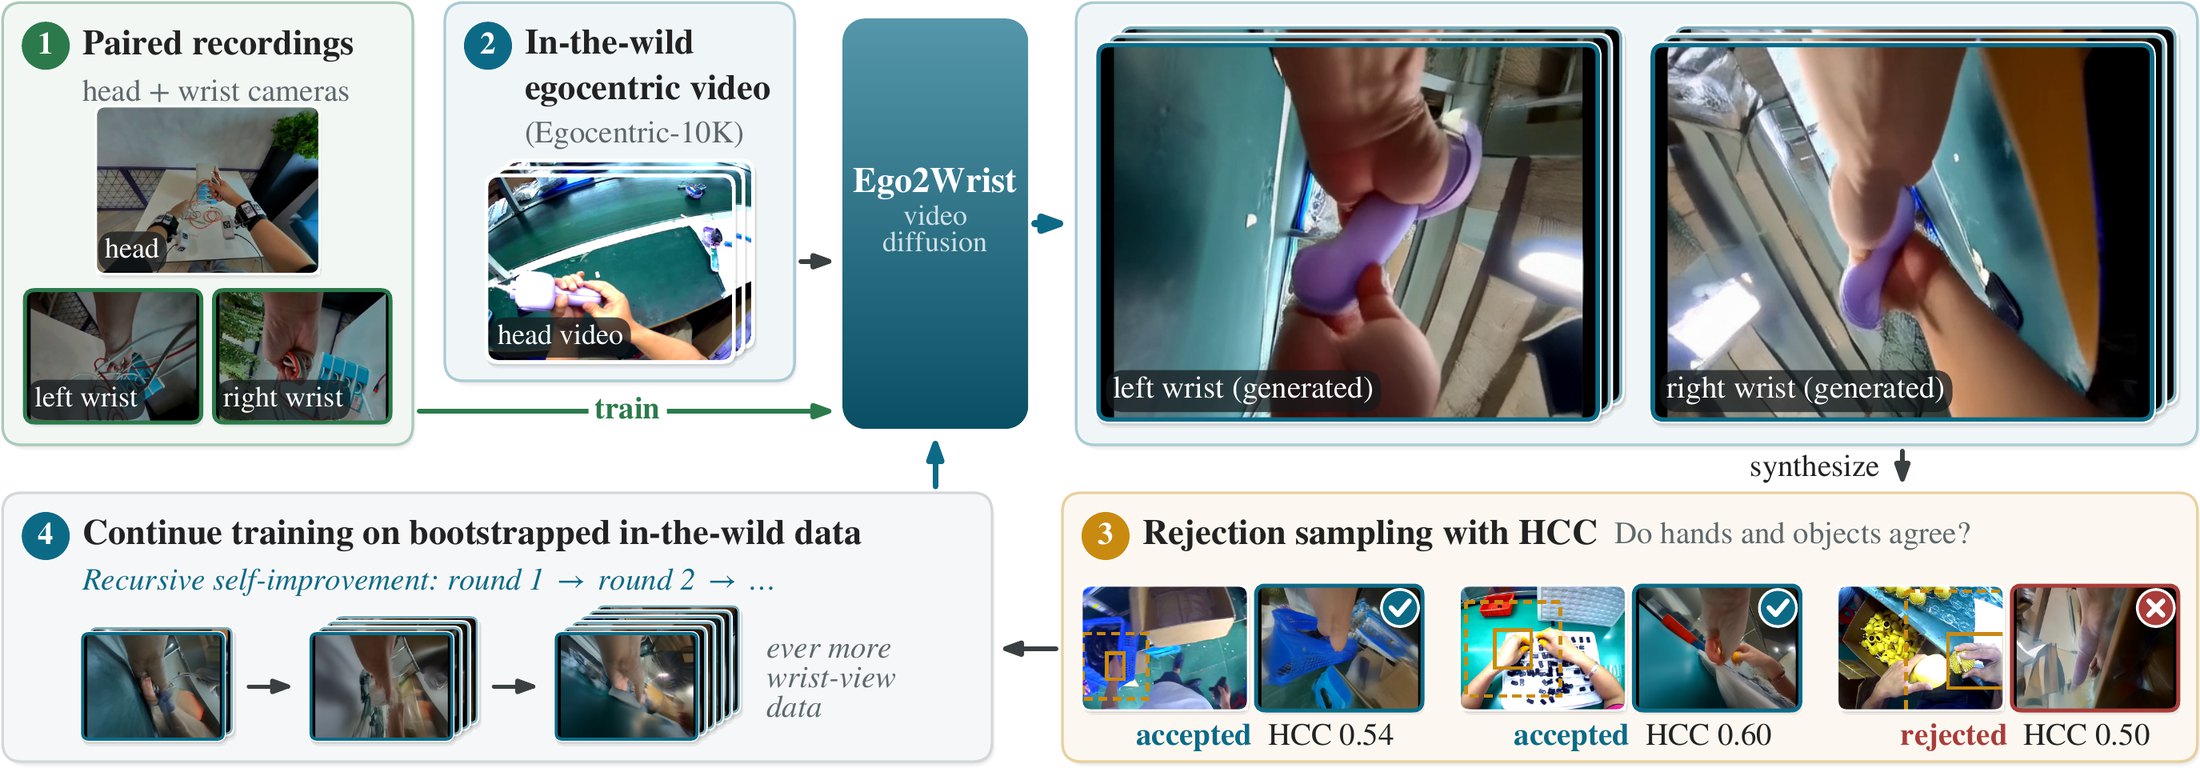 1 Paired recordings
head + wrist cameras
head
left wrist
right wrist
2 In-the-wild
egocentric video
(Egocentric-10K)
head video
train
Ego2Wrist
video
diffusion
left wrist (generated)
right wrist (generated)
synthesize
3 Rejection sampling with HCC Do hands and objects agree?
accepted HCC 0.54
accepted HCC 0.60
rejected HCC 0.50
4 Continue training on bootstrapped in-the-wild data
Recursive self-improvement: round 1 → round 2 → ...
ever more
wrist-view
data